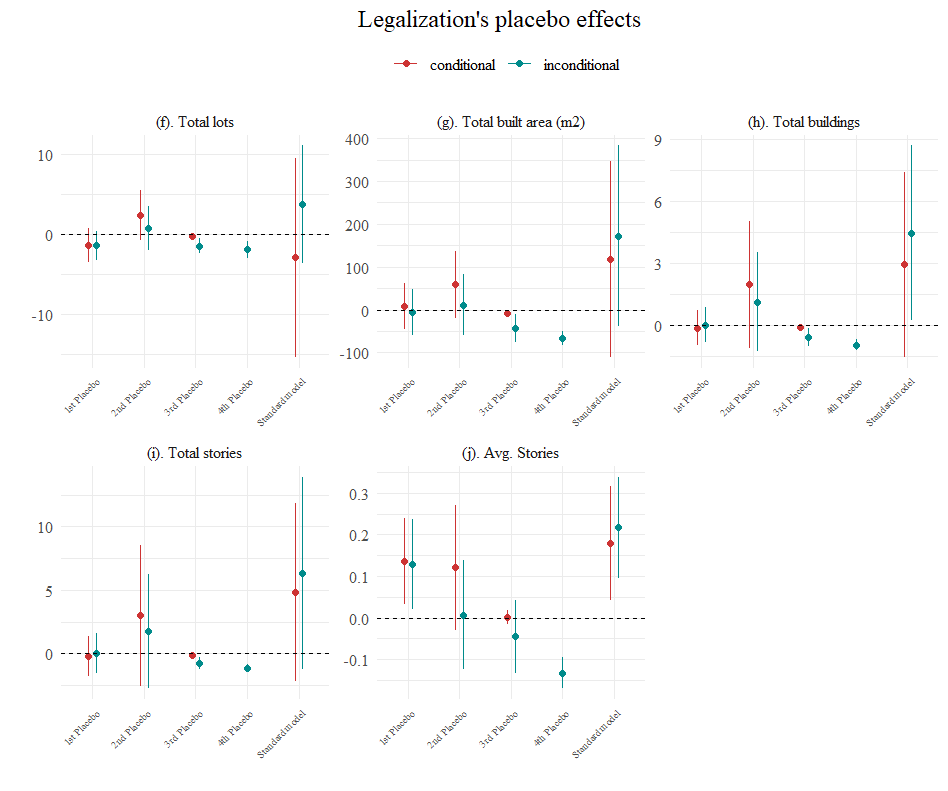 Legalization's placebo effects
conditional inconditional
(f). Total lots
10
0
-10
1st Placebo
2nd Placebo
3rd Placebo
4th Placebo
Standard model
(g). Total built area (m2)
400
300
200
100
0
-100
1st Placebo
2nd Placebo
3rd Placebo
4th Placebo
Standard model
(h). Total buildings
9
6
3
0
1st Placebo
2nd Placebo
3rd Placebo
4th Placebo
Standard model
(i). Total stories
10
5
0
1st Placebo
2nd Placebo
3rd Placebo
4th Placebo
Standard model
(j). Avg. Stories
0.3
0.2
0.1
0.0
-0.1
1st Placebo
2nd Placebo
3rd Placebo
4th Placebo
Standard model